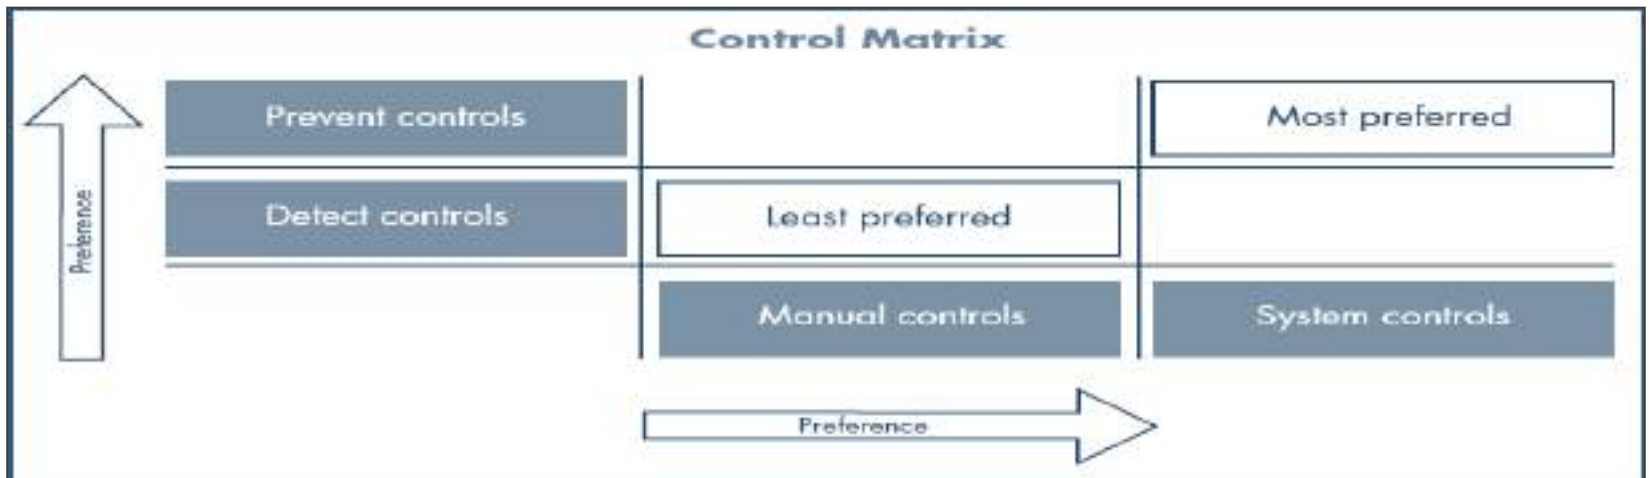 Control Matrix
Prevent controls
Most preferred
Preference
Detect controls
Least preferred
Manual controls
System controls
Preference